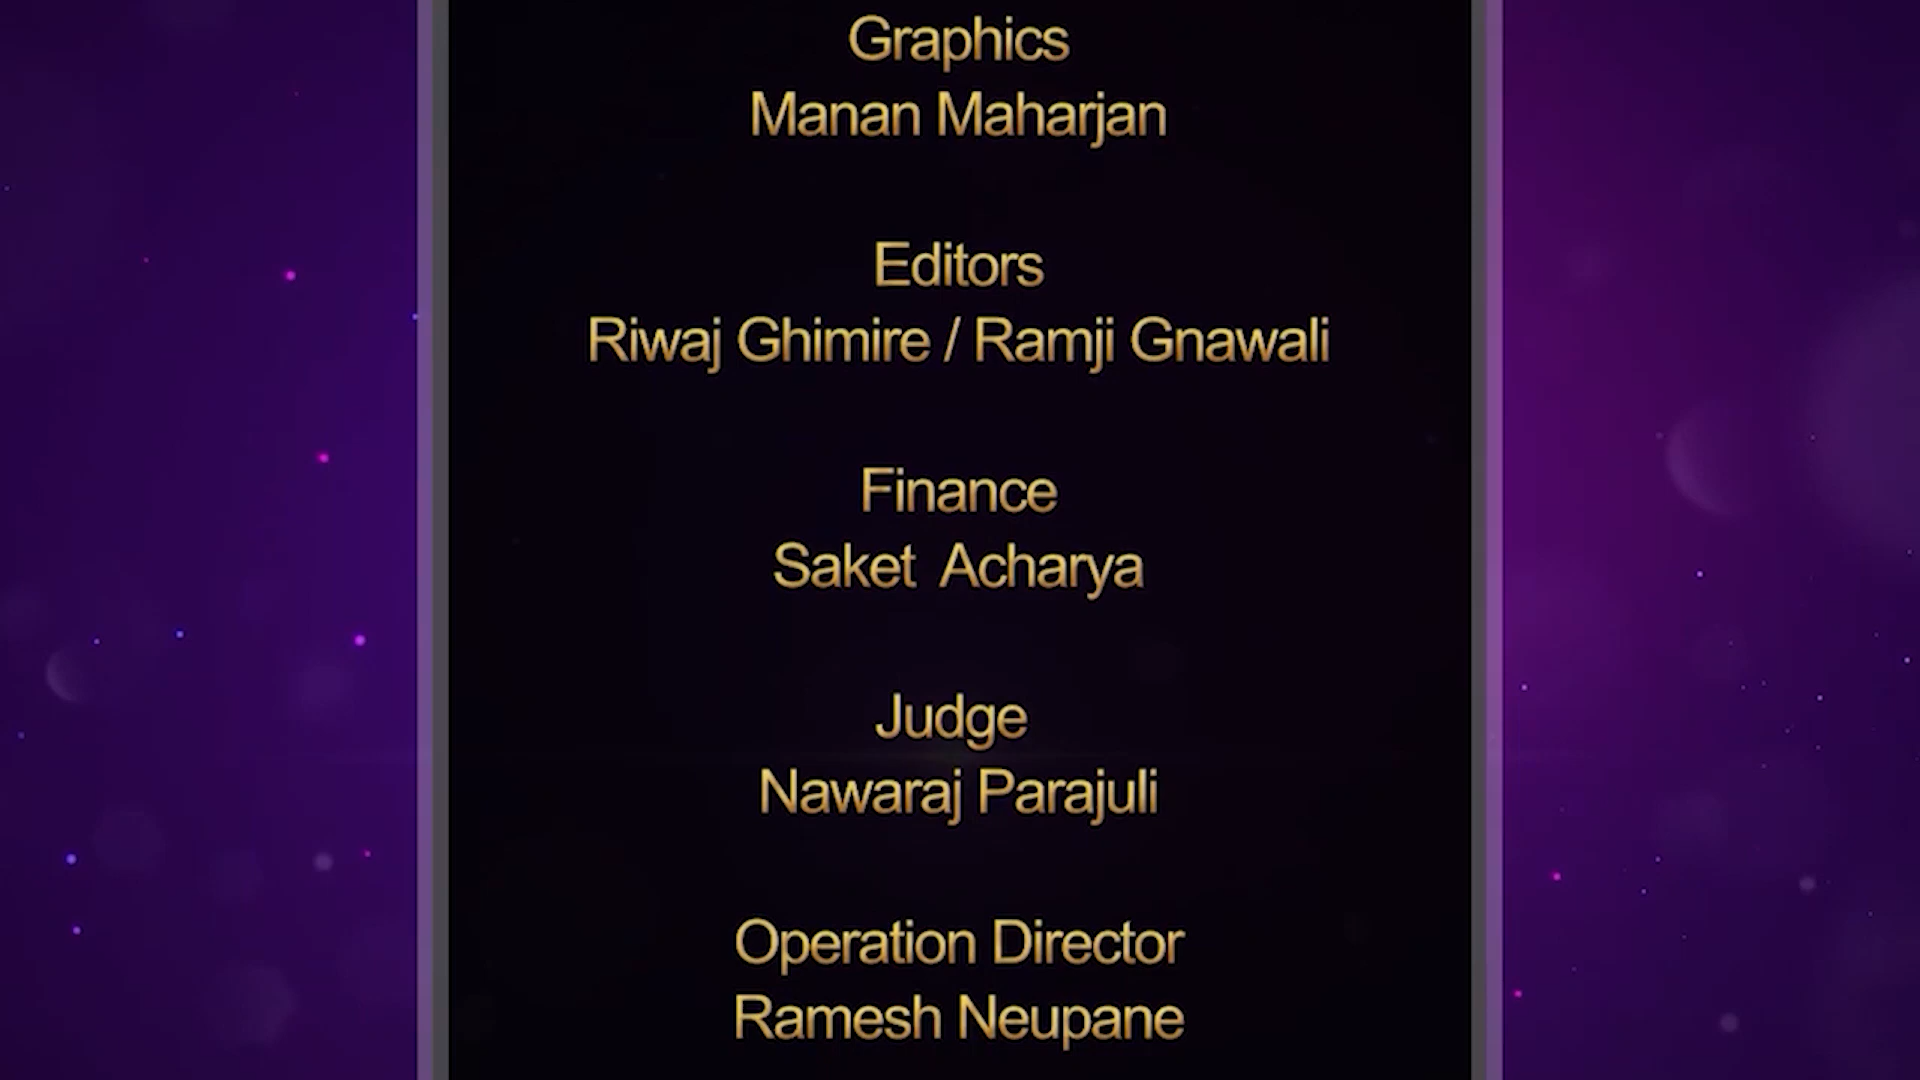 Graphics
Manan Maharjan
Editors
Riwaj Ghimire / Ramji Gnawali
Finance
Saket Acharya
Judge
Nawaraj Parajuli
Operation Director
Ramesh Neupane